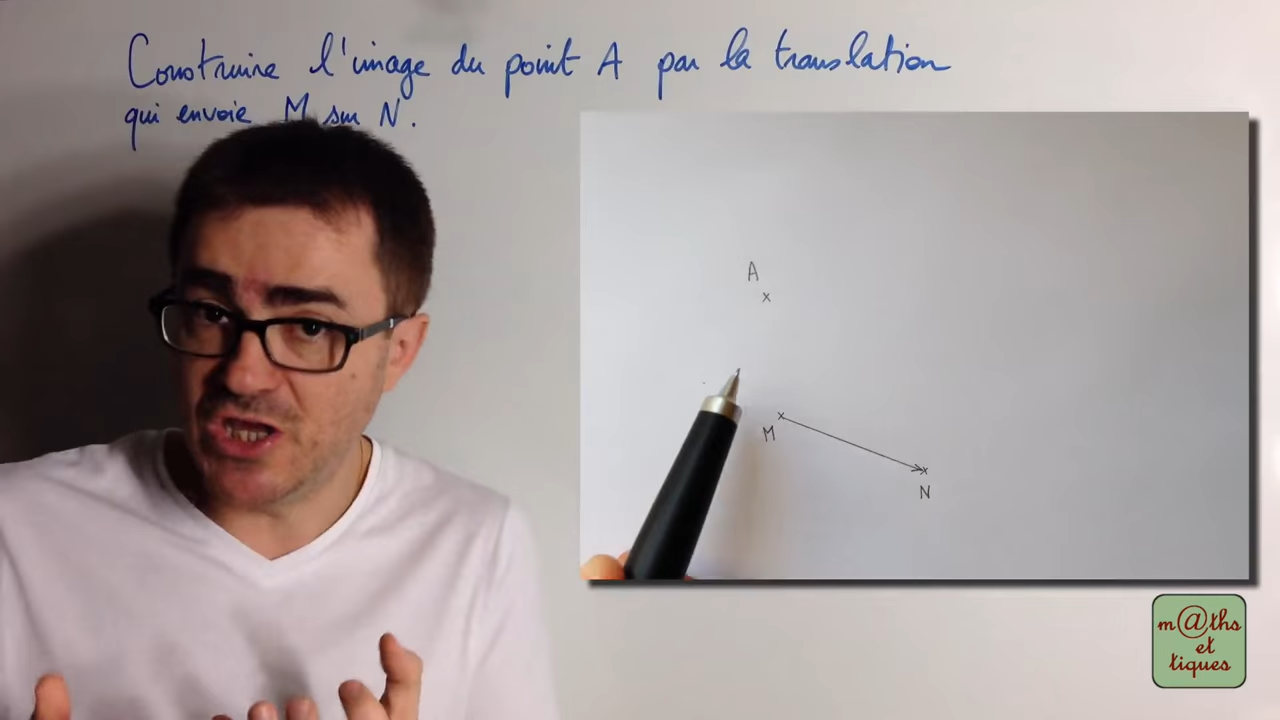 Construire l'image du point A par la translation
qui envoie M sur N.
A
M
N
m@ths
et
tiques